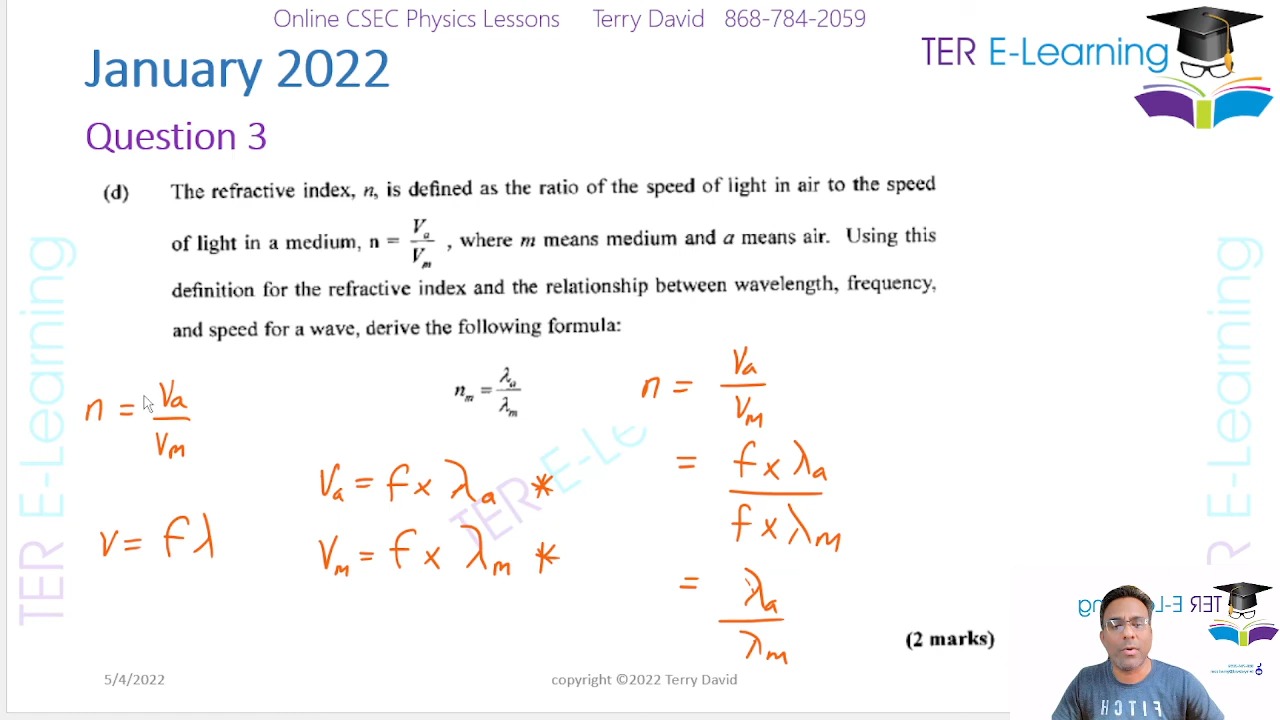 Online CSEC Physics Lessons Terry David 868-784-2059
TER E-Learning
January 2022
Question 3
(d) The refractive index, n, is defined as the ratio of the speed of light in air to the speed
of light in a medium, n = Va/Vm , where m means medium and a means air. Using this
definition for the refractive index and the relationship between wavelength, frequency,
and speed for a wave, derive the following formula:
nm = λa/λm
n = Va/Vm
v = fλ
Va = f x λa *
Vm = f x λm *
n = Va/Vm
= f x λa / f x λm
= λa/λm
(2 marks)
5/4/2022
copyright ©2022 Terry David
TER E-Learning
TER E-Learning
TER E-Learning
TER E-Learning
FITCH